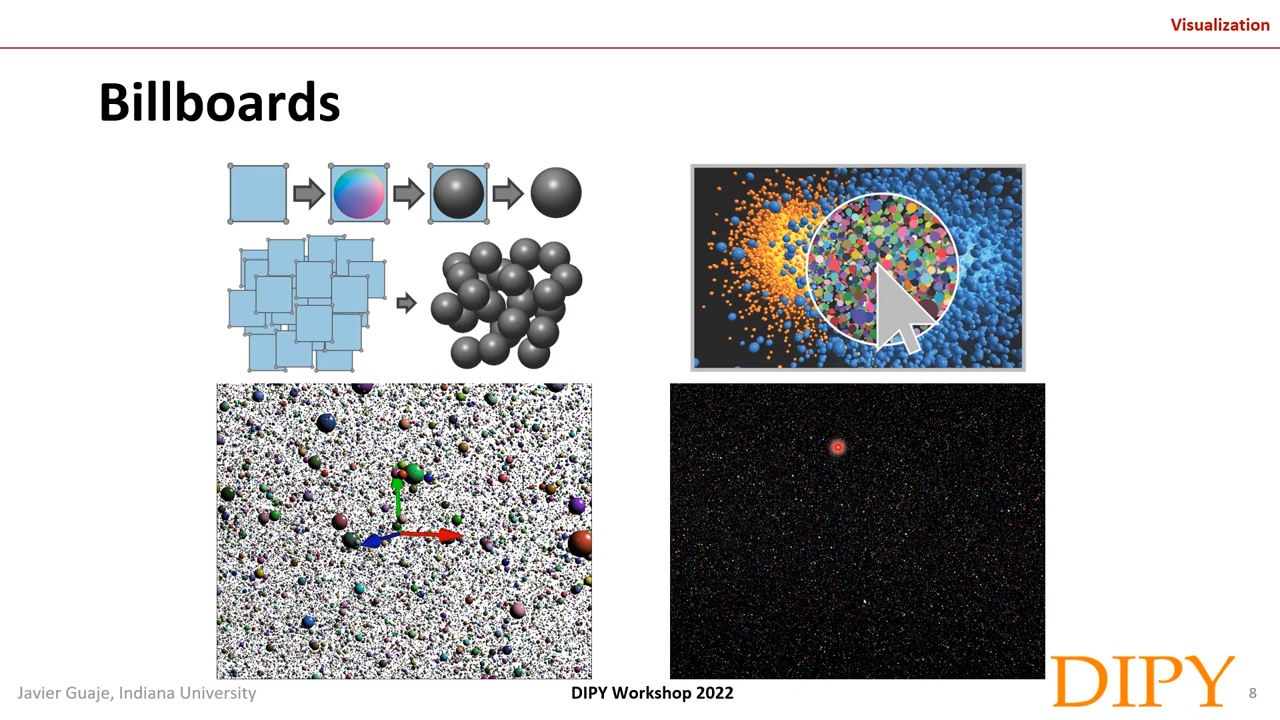 Visualization
Billboards
Javier Guaje, Indiana University
DIPY Workshop 2022
DIPY
8